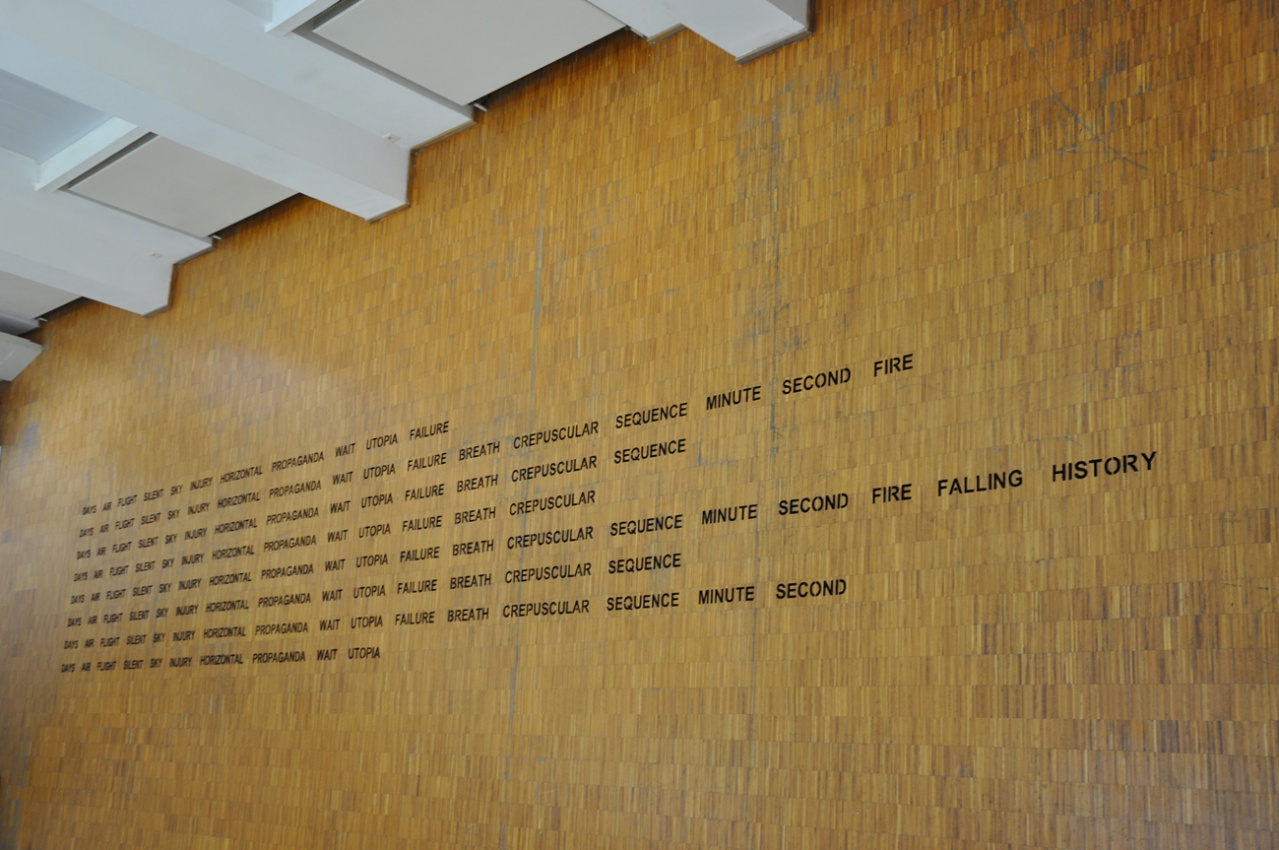 DAYS AIR FLIGHT SILENT SKY INJURY HORIZONTAL PROPAGANDA WAIT UTOPIA FAILURE
DAYS AIR FLIGHT SILENT SKY INJURY HORIZONTAL PROPAGANDA WAIT UTOPIA FAILURE BREATH CREPUSCULAR SEQUENCE MINUTE SECOND FIRE
DAYS AIR FLIGHT SILENT SKY INJURY HORIZONTAL PROPAGANDA WAIT UTOPIA FAILURE BREATH CREPUSCULAR SEQUENCE
DAYS AIR FLIGHT SILENT SKY INJURY HORIZONTAL PROPAGANDA WAIT UTOPIA FAILURE BREATH CREPUSCULAR
DAYS AIR FLIGHT SILENT SKY INJURY HORIZONTAL PROPAGANDA WAIT UTOPIA FAILURE BREATH CREPUSCULAR SEQUENCE MINUTE SECOND FIRE FALLING HISTORY
DAYS AIR FLIGHT SILENT SKY INJURY HORIZONTAL PROPAGANDA WAIT UTOPIA FAILURE BREATH CREPUSCULAR SEQUENCE
DAYS AIR FLIGHT SILENT SKY INJURY HORIZONTAL PROPAGANDA WAIT UTOPIA FAILURE BREATH CREPUSCULAR SEQUENCE MINUTE SECOND
DAYS AIR FLIGHT SILENT SKY INJURY HORIZONTAL PROPAGANDA WAIT UTOPIA